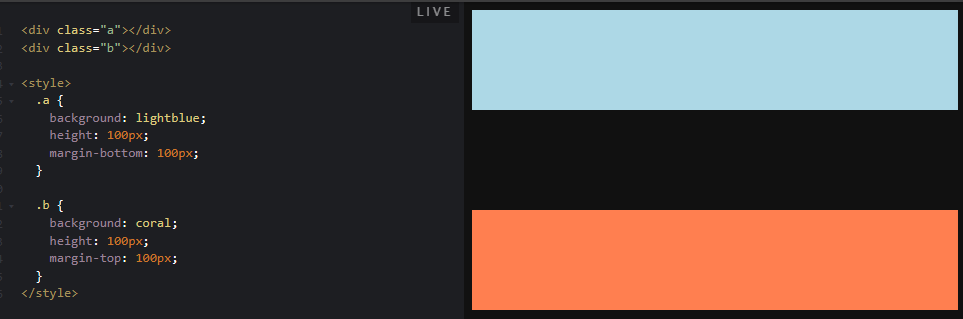 LIVE
<div class="a"></div>
<div class="b"></div>
<style>
.a {
background: lightblue;
height: 100px;
margin-bottom: 100px;
}
.b {
background: coral;
height: 100px;
margin-top: 100px;
}
</style>